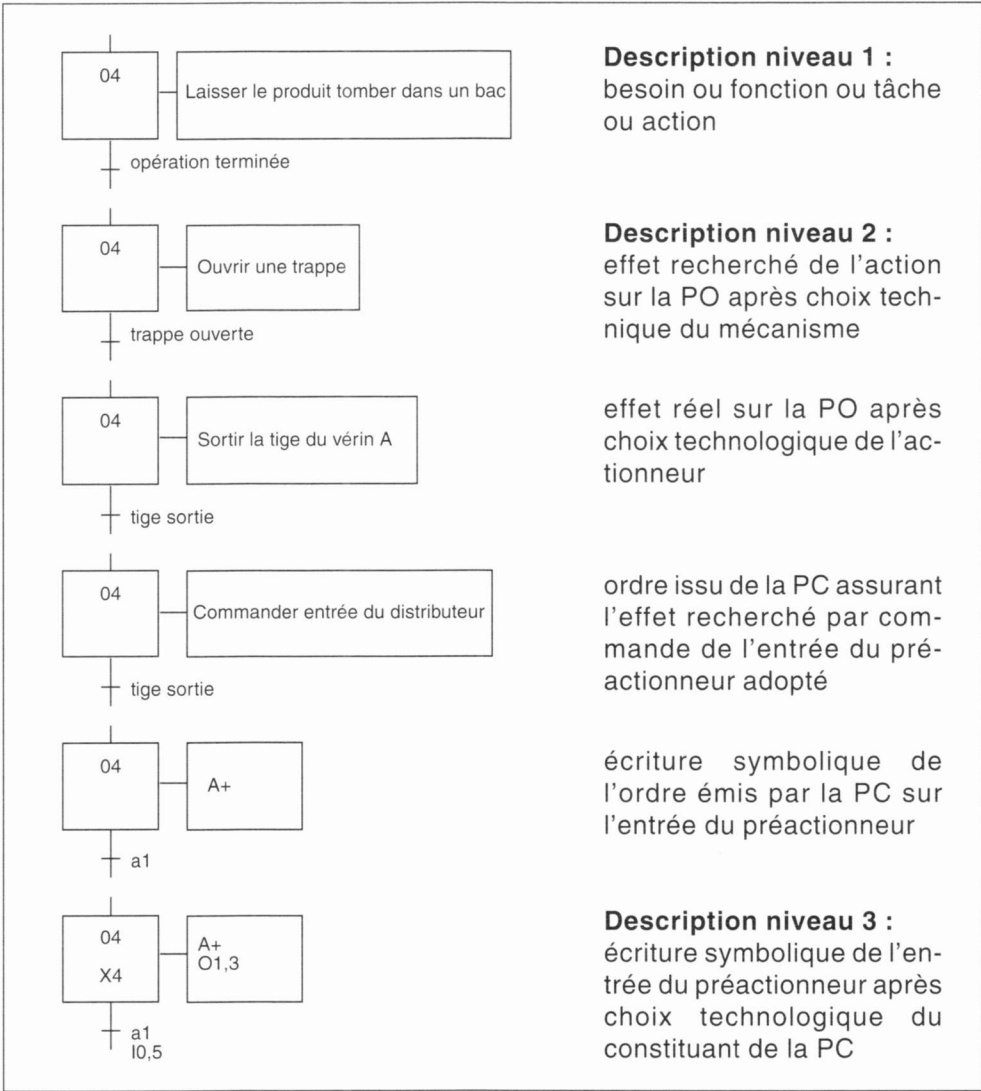 04
Laisser le produit tomber dans un bac
opération terminée
Description niveau 1 :
besoin ou fonction ou tâche
ou action
04
Ouvrir une trappe
trappe ouverte
Description niveau 2 :
effet recherché de l'action
sur la PO après choix tech-
nique du mécanisme
04
Sortir la tige du vérin A
tige sortie
effet réel sur la PO après
choix technologique de l'ac-
tionneur
04
Commander entrée du distributeur
tige sortie
ordre issu de la PC assurant
l'effet recherché par com-
mande de l'entrée du pré-
actionneur adopté
04
A+
a1
écriture symbolique de
l'ordre émis par la PC sur
l'entrée du préactionneur
04
X4
A+
O1,3
a1
I0,5
Description niveau 3 :
écriture symbolique de l'en-
trée du préactionneur après
choix technologique du
constituant de la PC